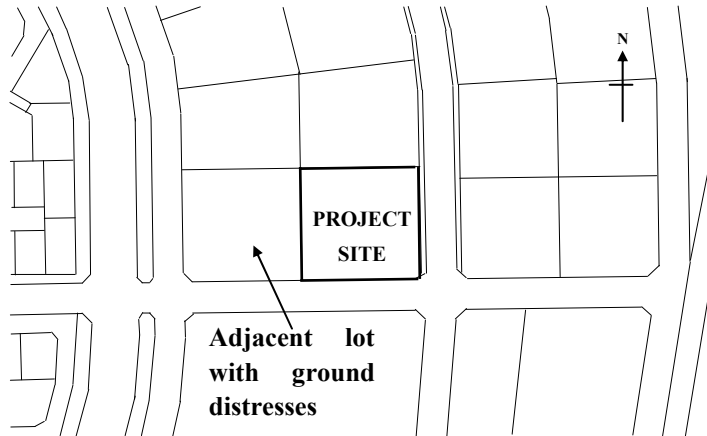 N
PROJECT
SITE
Adjacent lot
with ground
distresses